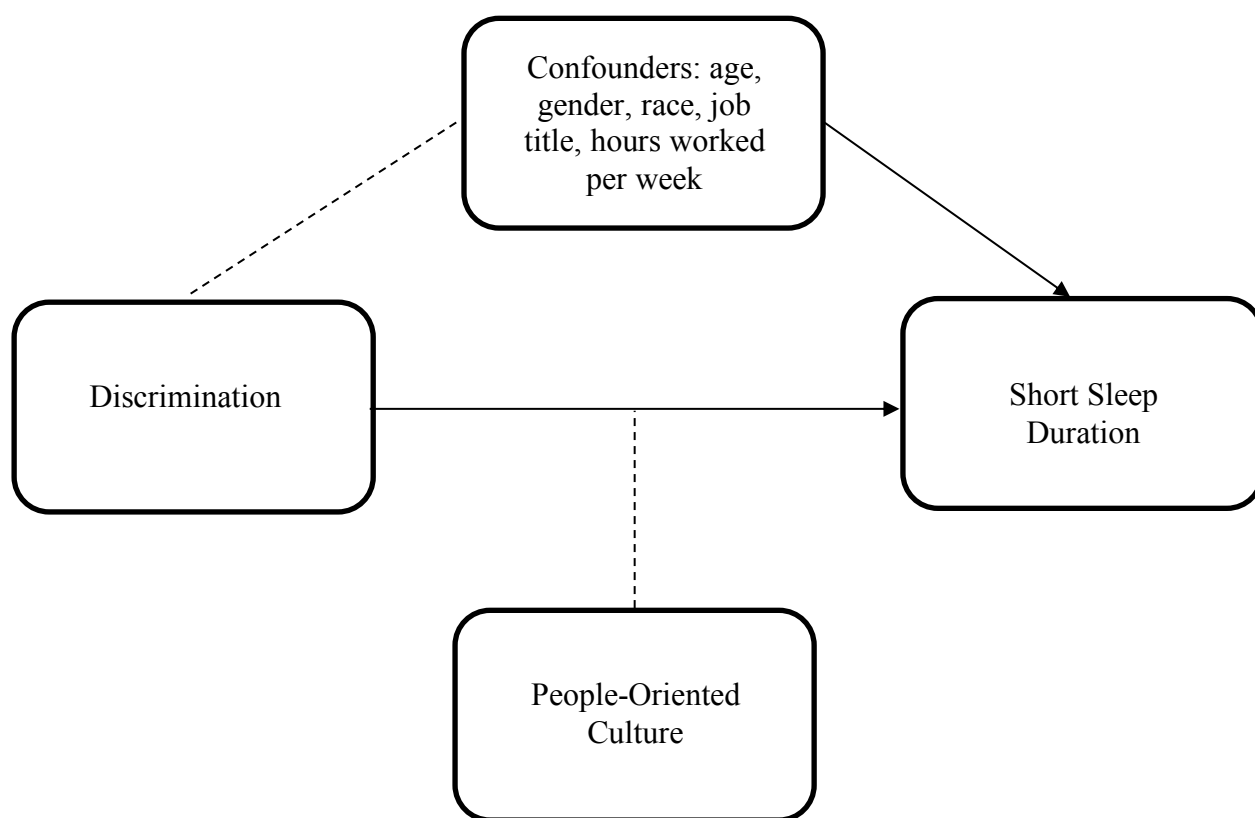 Confounders: age,
gender, race, job
title, hours worked
per week
Discrimination
Short Sleep
Duration
People-Oriented
Culture